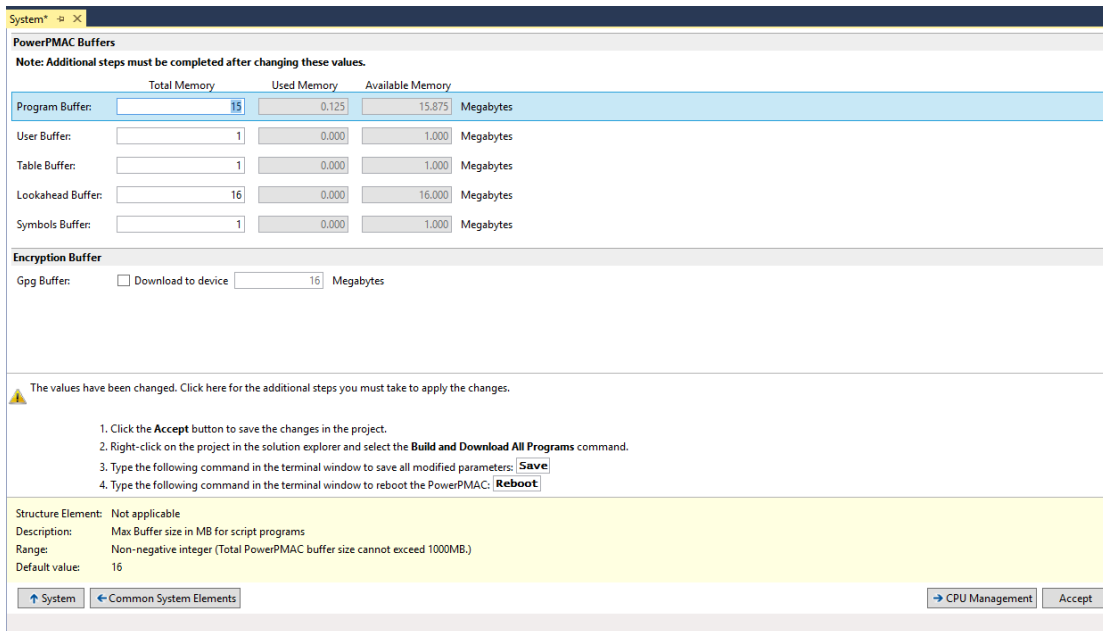 System*
PowerPMAC Buffers
Note: Additional steps must be completed after changing these values.
Total Memory Used Memory Available Memory
Program Buffer: 15 0.125 15.875 Megabytes
User Buffer: 1 0.000 1.000 Megabytes
Table Buffer: 1 0.000 1.000 Megabytes
Lookahead Buffer: 16 0.000 16.000 Megabytes
Symbols Buffer: 1 0.000 1.000 Megabytes
Encryption Buffer
Gpg Buffer: Download to device 16 Megabytes
The values have been changed. Click here for the additional steps you must take to apply the changes.
1. Click the Accept button to save the changes in the project.
2. Right-click on the project in the solution explorer and select the Build and Download All Programs command.
3. Type the following command in the terminal window to save all modified parameters: Save
4. Type the following command in the terminal window to reboot the PowerPMAC: Reboot
Structure Element: Not applicable
Description: Max Buffer size in MB for script programs
Range: Non-negative integer (Total PowerPMAC buffer size cannot exceed 1000MB.)
Default value: 16
System Common System Elements CPU Management Accept